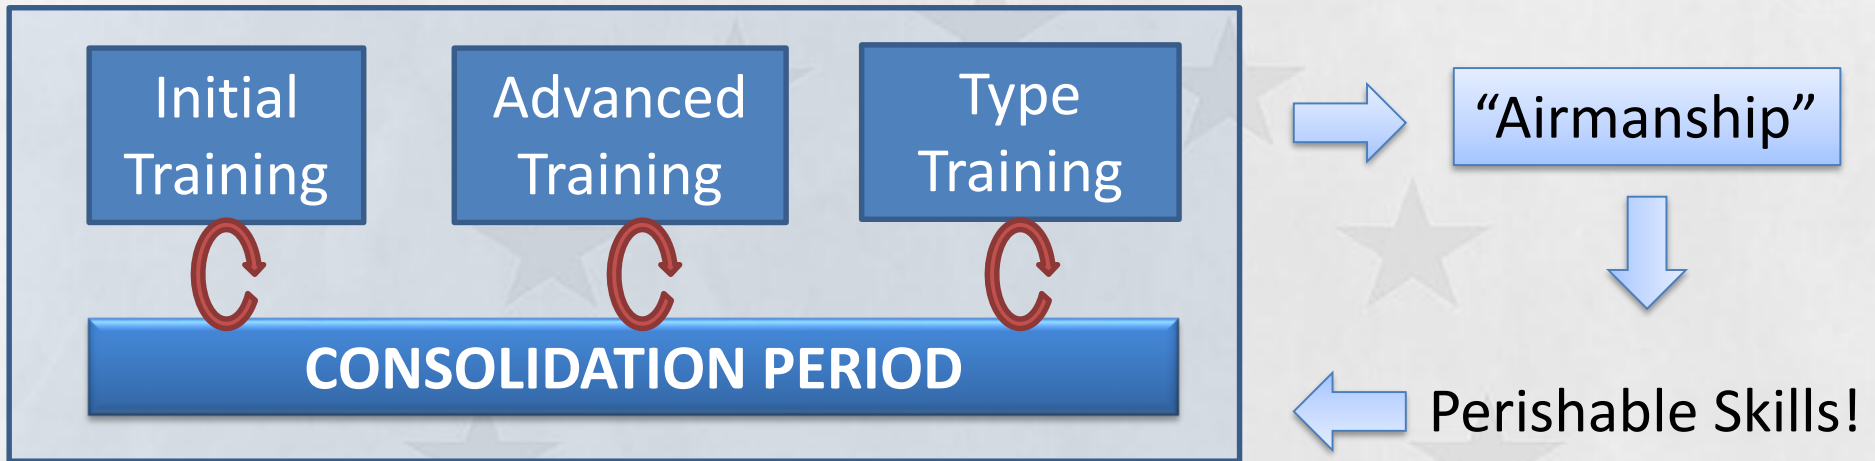 Initial
Training
Advanced
Training
Type
Training
“Airmanship”
CONSOLIDATION PERIOD
Perishable Skills!